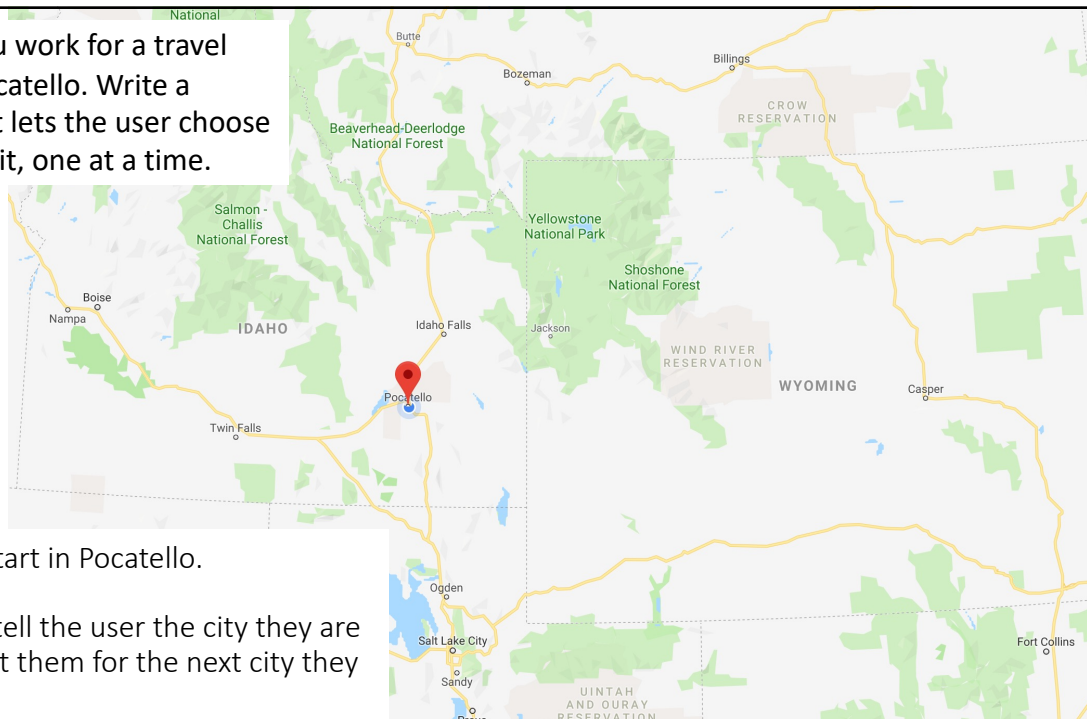 National
u work for a travel
catello. Write a
t lets the user choose
it, one at a time.
Butte
Bozeman
Billings
CROW
RESERVATION
Beaverhead-Deerlodge
National Forest
Salmon -
Challis
National Forest
Yellowstone
National Park
Shoshone
National Forest
Boise
Nampa
IDAHO
Idaho Falls
Jackson
WIND RIVER
RESERVATION
WYOMING
Casper
Pocatello
Twin Falls
tart in Pocatello.
tell the user the city they are
t them for the next city they
Ogden
Salt Lake City
Sandy
Fort Collins
UINTAH
AND OURAY
RESERVATION